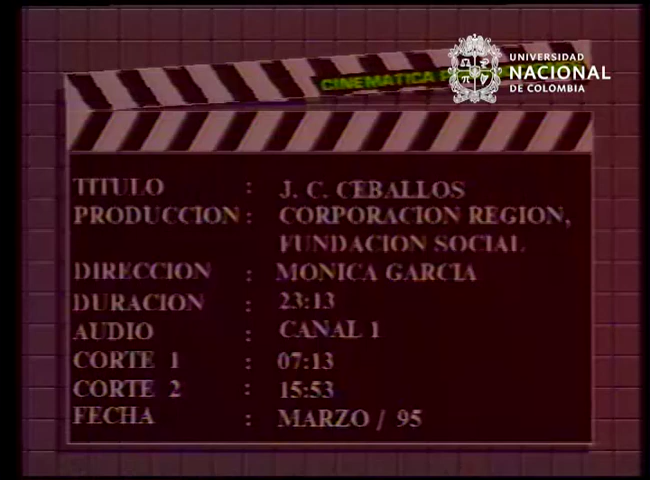 CINEMATICA
UNIVERSIDAD
NACIONAL
DE COLOMBIA
TITULO : J. C. CEBALLOS
PRODUCCION : CORPORACION REGION,
FUNDACION SOCIAL
DIRECCION : MONICA GARCIA
DURACION : 23:13
AUDIO : CANAL 1
CORTE 1 : 07:13
CORTE 2 : 15:53
FECHA : MARZO / 95